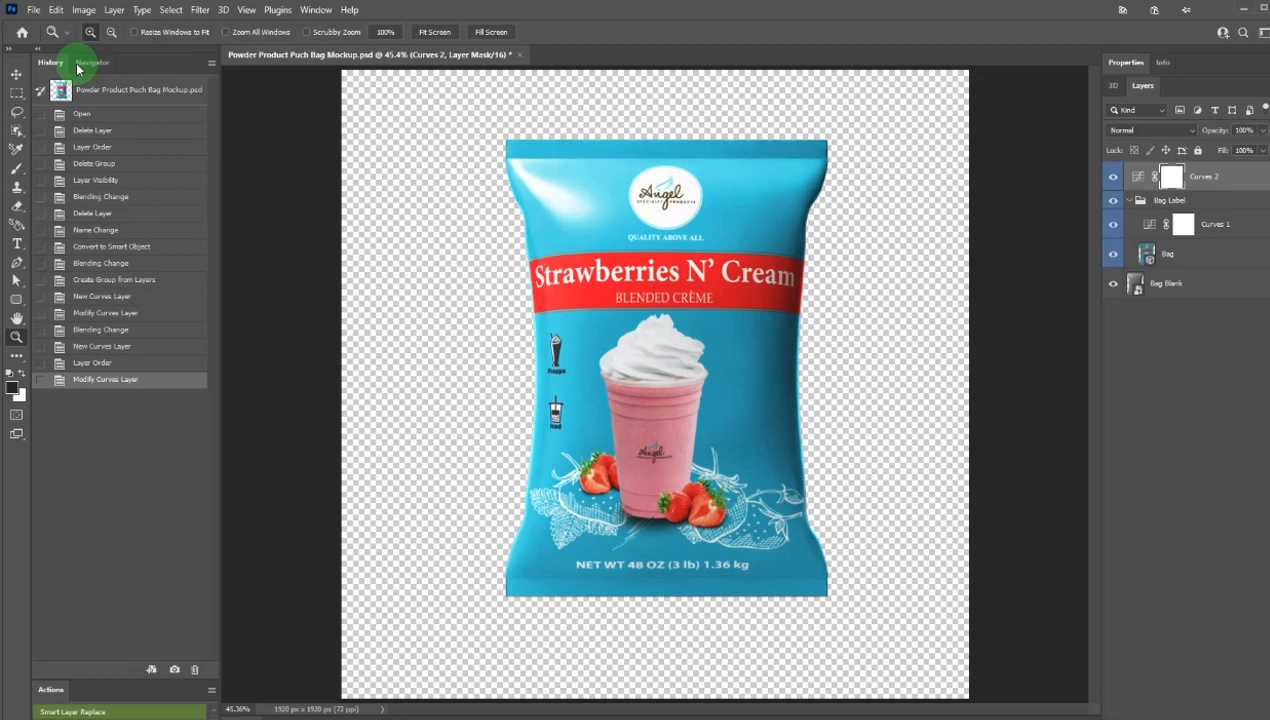 Ps File Edit Image Layer Type Select Filter 3D View Plugins Window Help
Resize Windows to Fit Zoom All Windows Scrubby Zoom 100% Fit Screen Fill Screen
History Navigator
Powder Product Puch Bag Mockup.psd @ 45.4% (Curves 2, Layer Mask/16) *
Properties Info
Powder Product Puch Bag Mockup.psd
Open
Delete Layer
Layer Order
Delete Group
Layer Visibility
Blending Change
Delete Layer
Name Change
Convert to Smart Object
Blending Change
Create Group from Layers
New Curves Layer
Modify Curves Layer
Blending Change
New Curves Layer
Layer Order
Modify Curves Layer
Actions
Smart Layer Replace
Angel
SPECIALTY PRODUCTS
QUALITY ABOVE ALL
Strawberries N' Cream
BLENDED CRÈME
frappe
iced
Angel
NET WT 48 OZ (3 lb) 1.36 kg
45.36% 1920 px x 1920 px (72 ppi)
3D Layers
Kind
Normal Opacity: 100%
Lock: Fill: 100%
Curves 2
Bag Label
Curves 1
Bag
Bag Blank